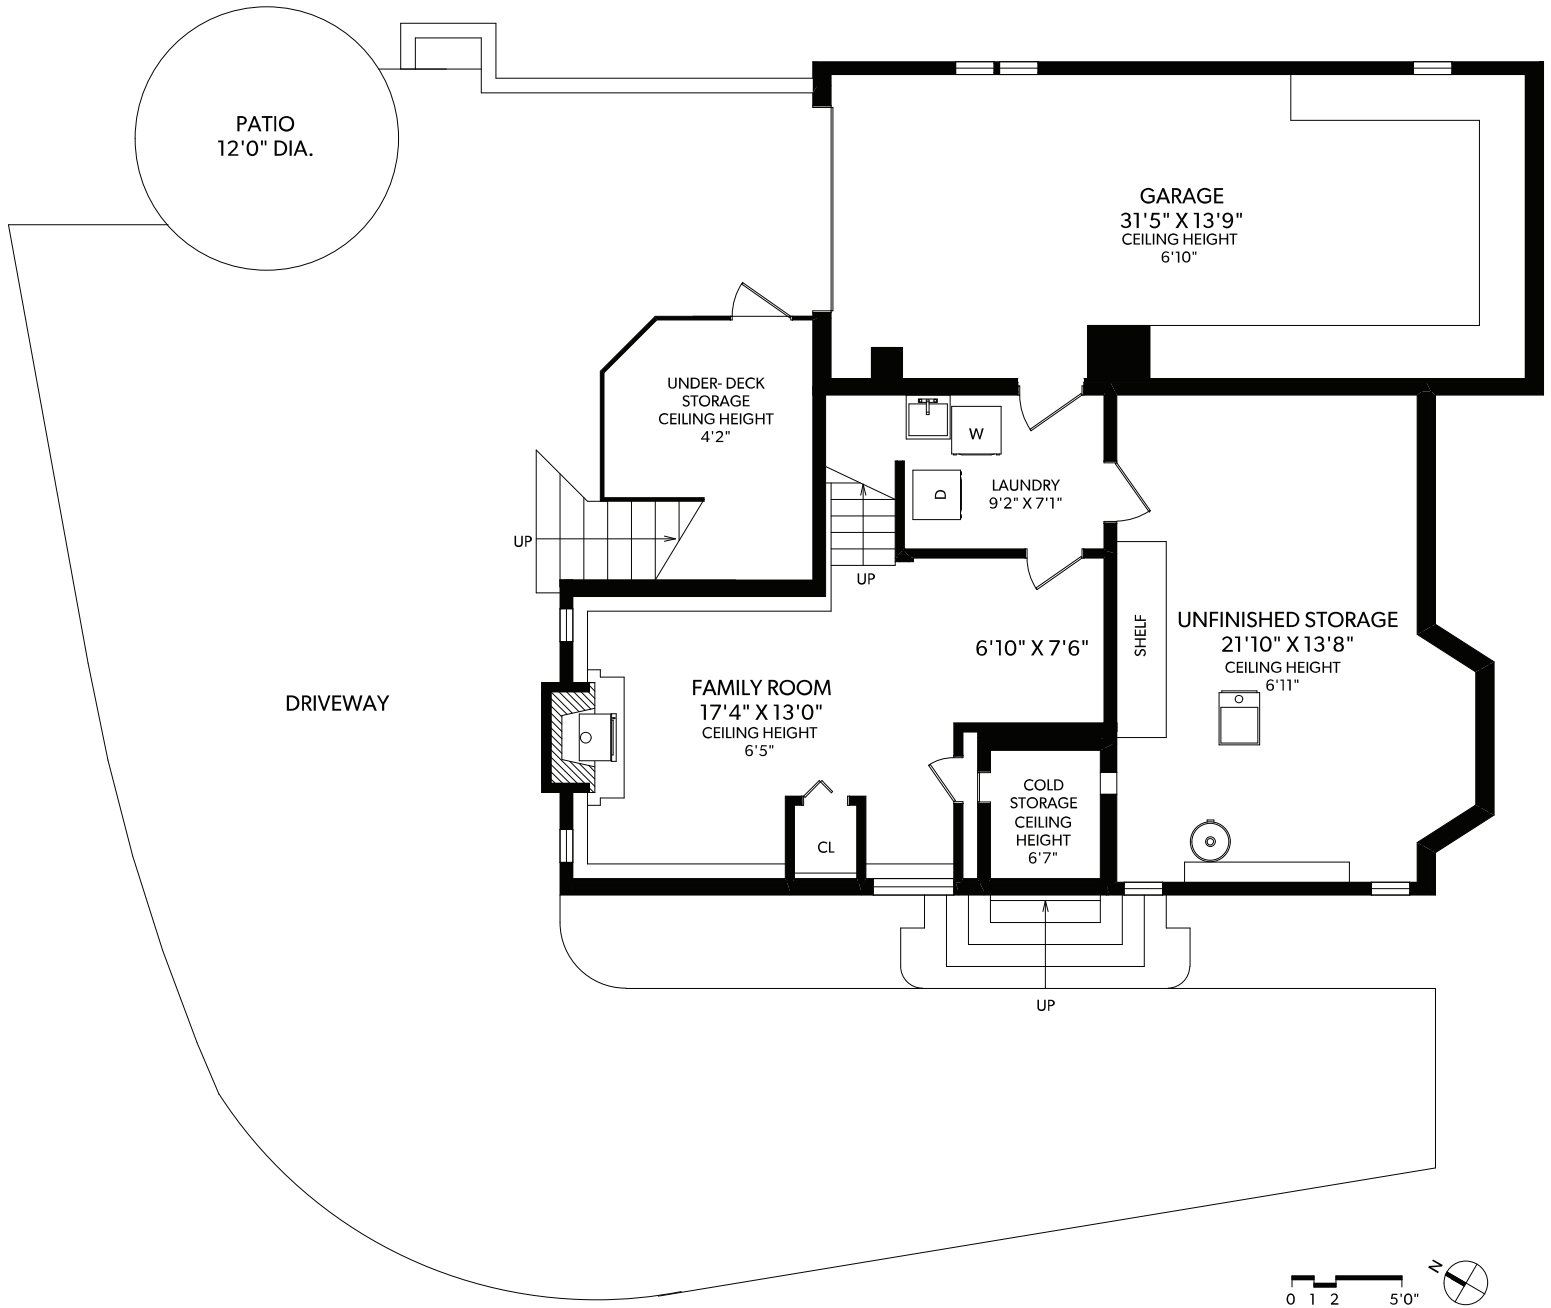 PATIO
12'0" DIA.
GARAGE
31'5" X 13'9"
CEILING HEIGHT
6'10"
UNDER- DECK
STORAGE
CEILING HEIGHT
4'2"
W
D
LAUNDRY
9'2" X 7'1"
UP
UP
SHELF
UNFINISHED STORAGE
21'10" X 13'8"
CEILING HEIGHT
6'11"
6'10" X 7'6"
FAMILY ROOM
17'4" X 13'0"
CEILING HEIGHT
6'5"
DRIVEWAY
COLD
STORAGE
CEILING
HEIGHT
6'7"
CL
UP
N
0 1 2 5'0"